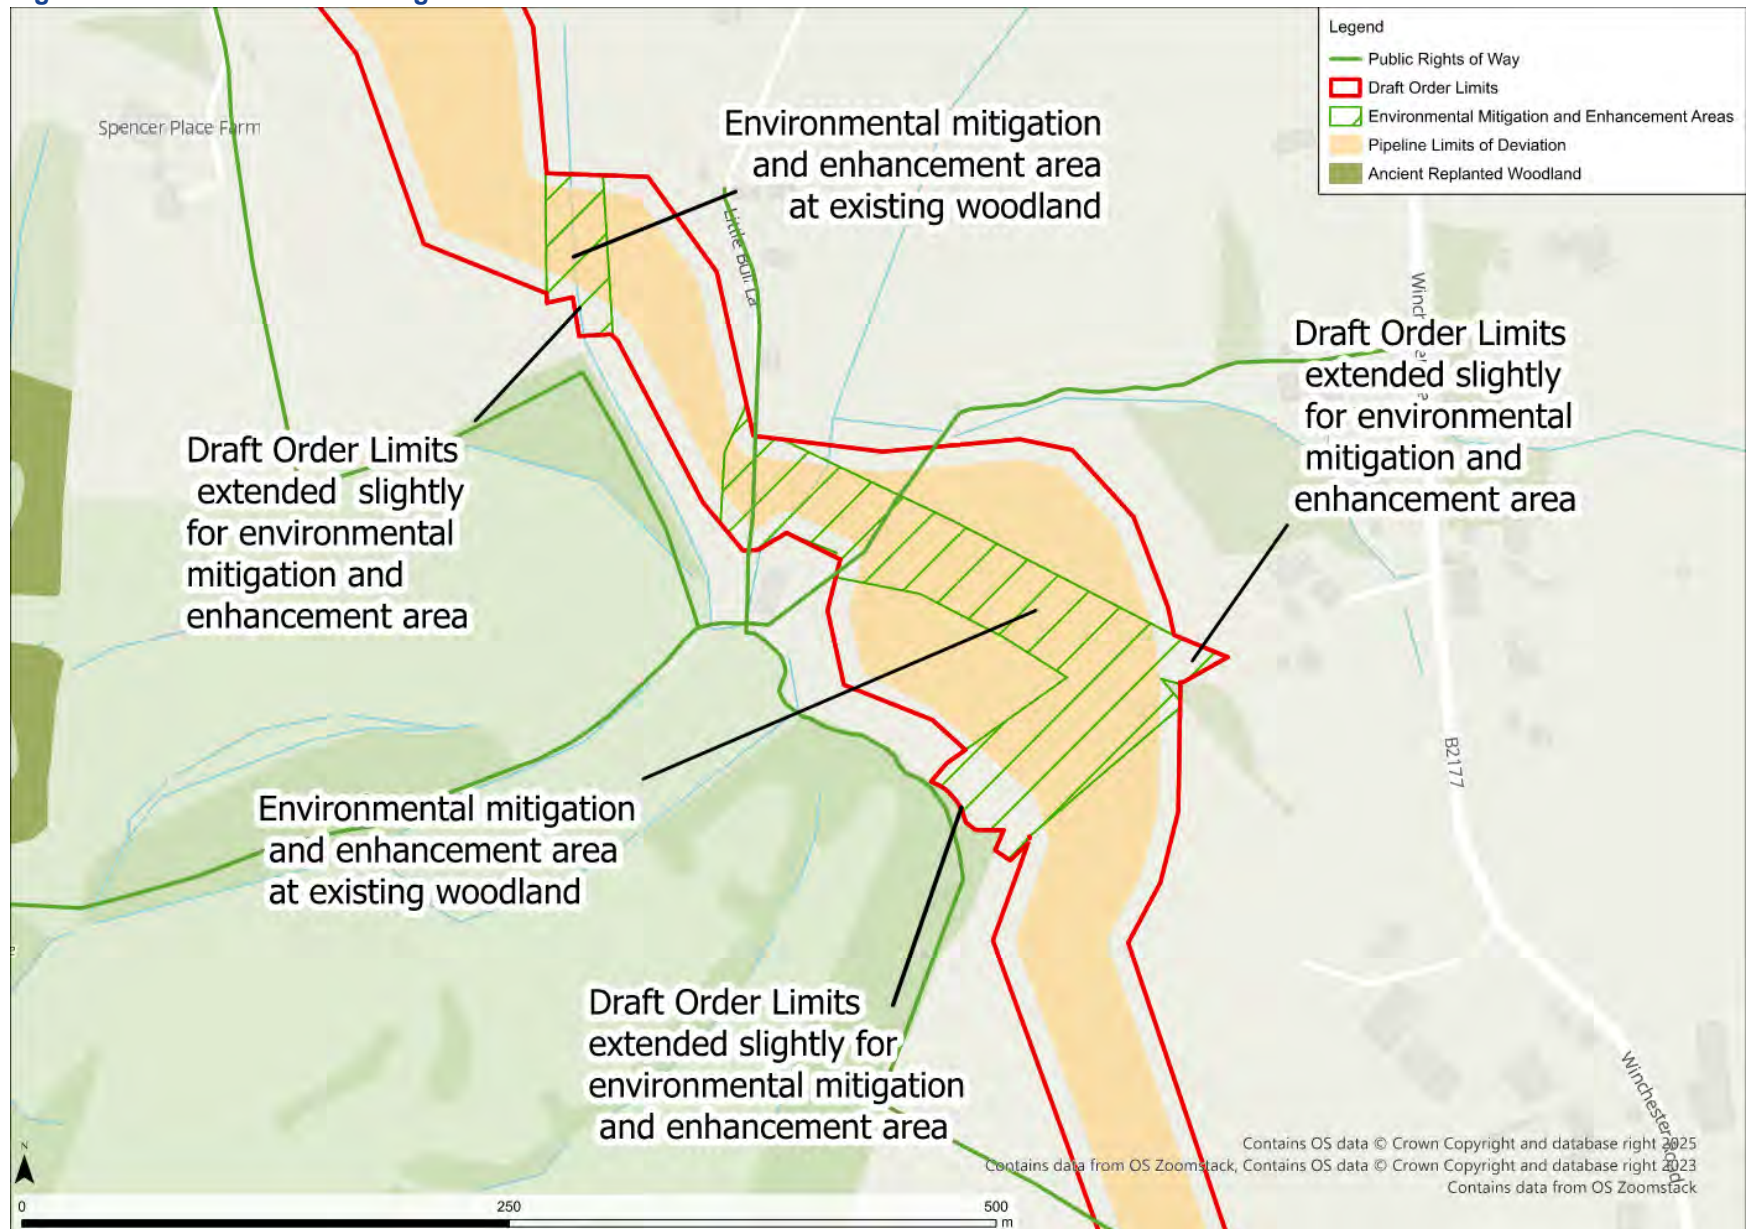 Legend
Public Rights of Way
Draft Order Limits
Environmental Mitigation and Enhancement Areas
Pipeline Limits of Deviation
Ancient Replanted Woodland
Spencer Place Farm
Environmental mitigation
and enhancement area
at existing woodland
Little Bull La
Draft Order Limits
extended slightly
for environmental
mitigation and
enhancement area
Draft Order Limits
extended slightly
for environmental
mitigation and
enhancement area
B2177
Environmental mitigation
and enhancement area
at existing woodland
Draft Order Limits
extended slightly for
environmental mitigation
and enhancement area
Winchester Road
Contains OS data © Crown Copyright and database right 2025
Contains data from OS Zoomstack, Contains OS data © Crown Copyright and database right 2023
Contains data from OS Zoomstack
N
0 250 500
m